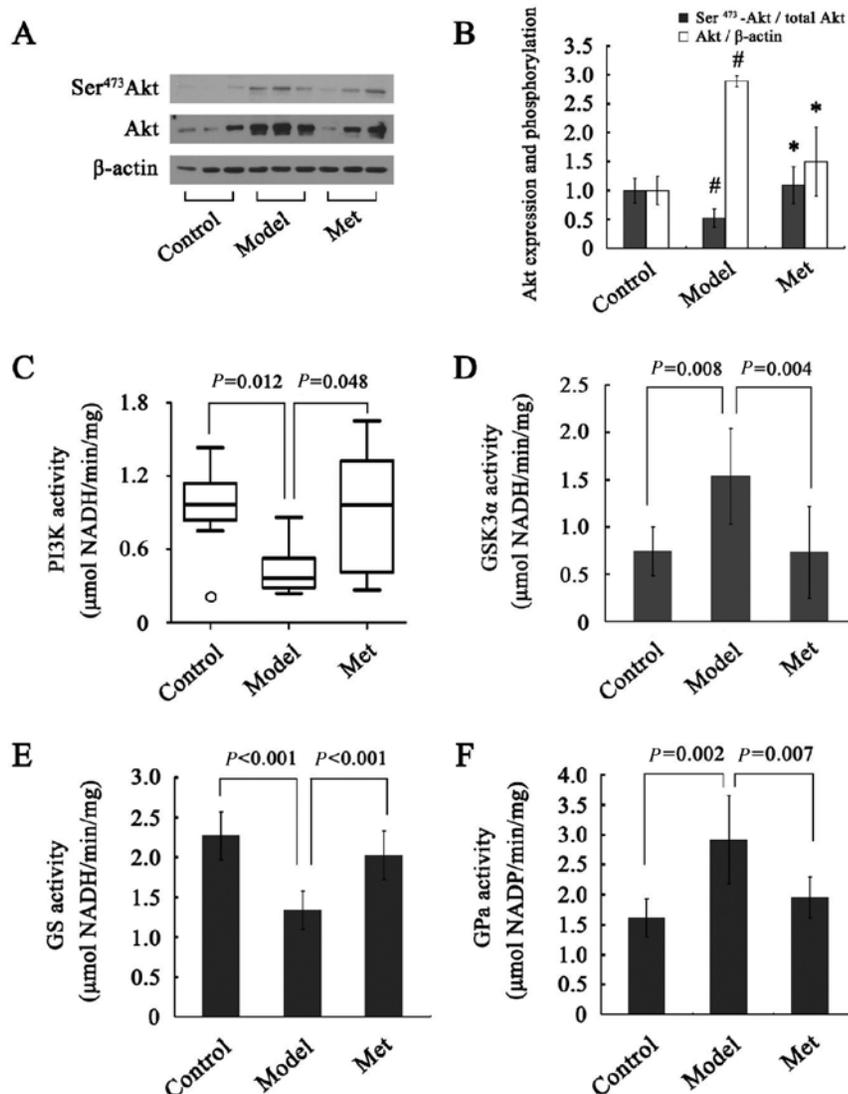 A
Ser⁴⁷³Akt
Akt
β-actin
Control
Model
Met
B
Ser ⁴⁷³ -Akt / total Akt
Akt / β-actin
Akt expression and phosphorylation
3.5
3.0
2.5
2.0
1.5
1.0
0.5
0
#
#
*
*
Control
Model
Met
C
P=0.012
P=0.048
PI3K activity
(μmol NADH/min/mg)
1.8
1.2
0.6
0
Control
Model
Met
D
P=0.008
P=0.004
GSK3α activity
(μmol NADH/min/mg)
2.5
2.0
1.5
1.0
0.5
0
Control
Model
Met
E
P<0.001
P<0.001
GS activity
(μmol NADH/min/mg)
3.0
2.5
2.0
1.5
1.0
0.5
0
Control
Model
Met
F
P=0.002
P=0.007
GPa activity
(μmol NADP/min/mg)
4.0
3.5
3.0
2.5
2.0
1.5
1.0
0.5
0
Control
Model
Met